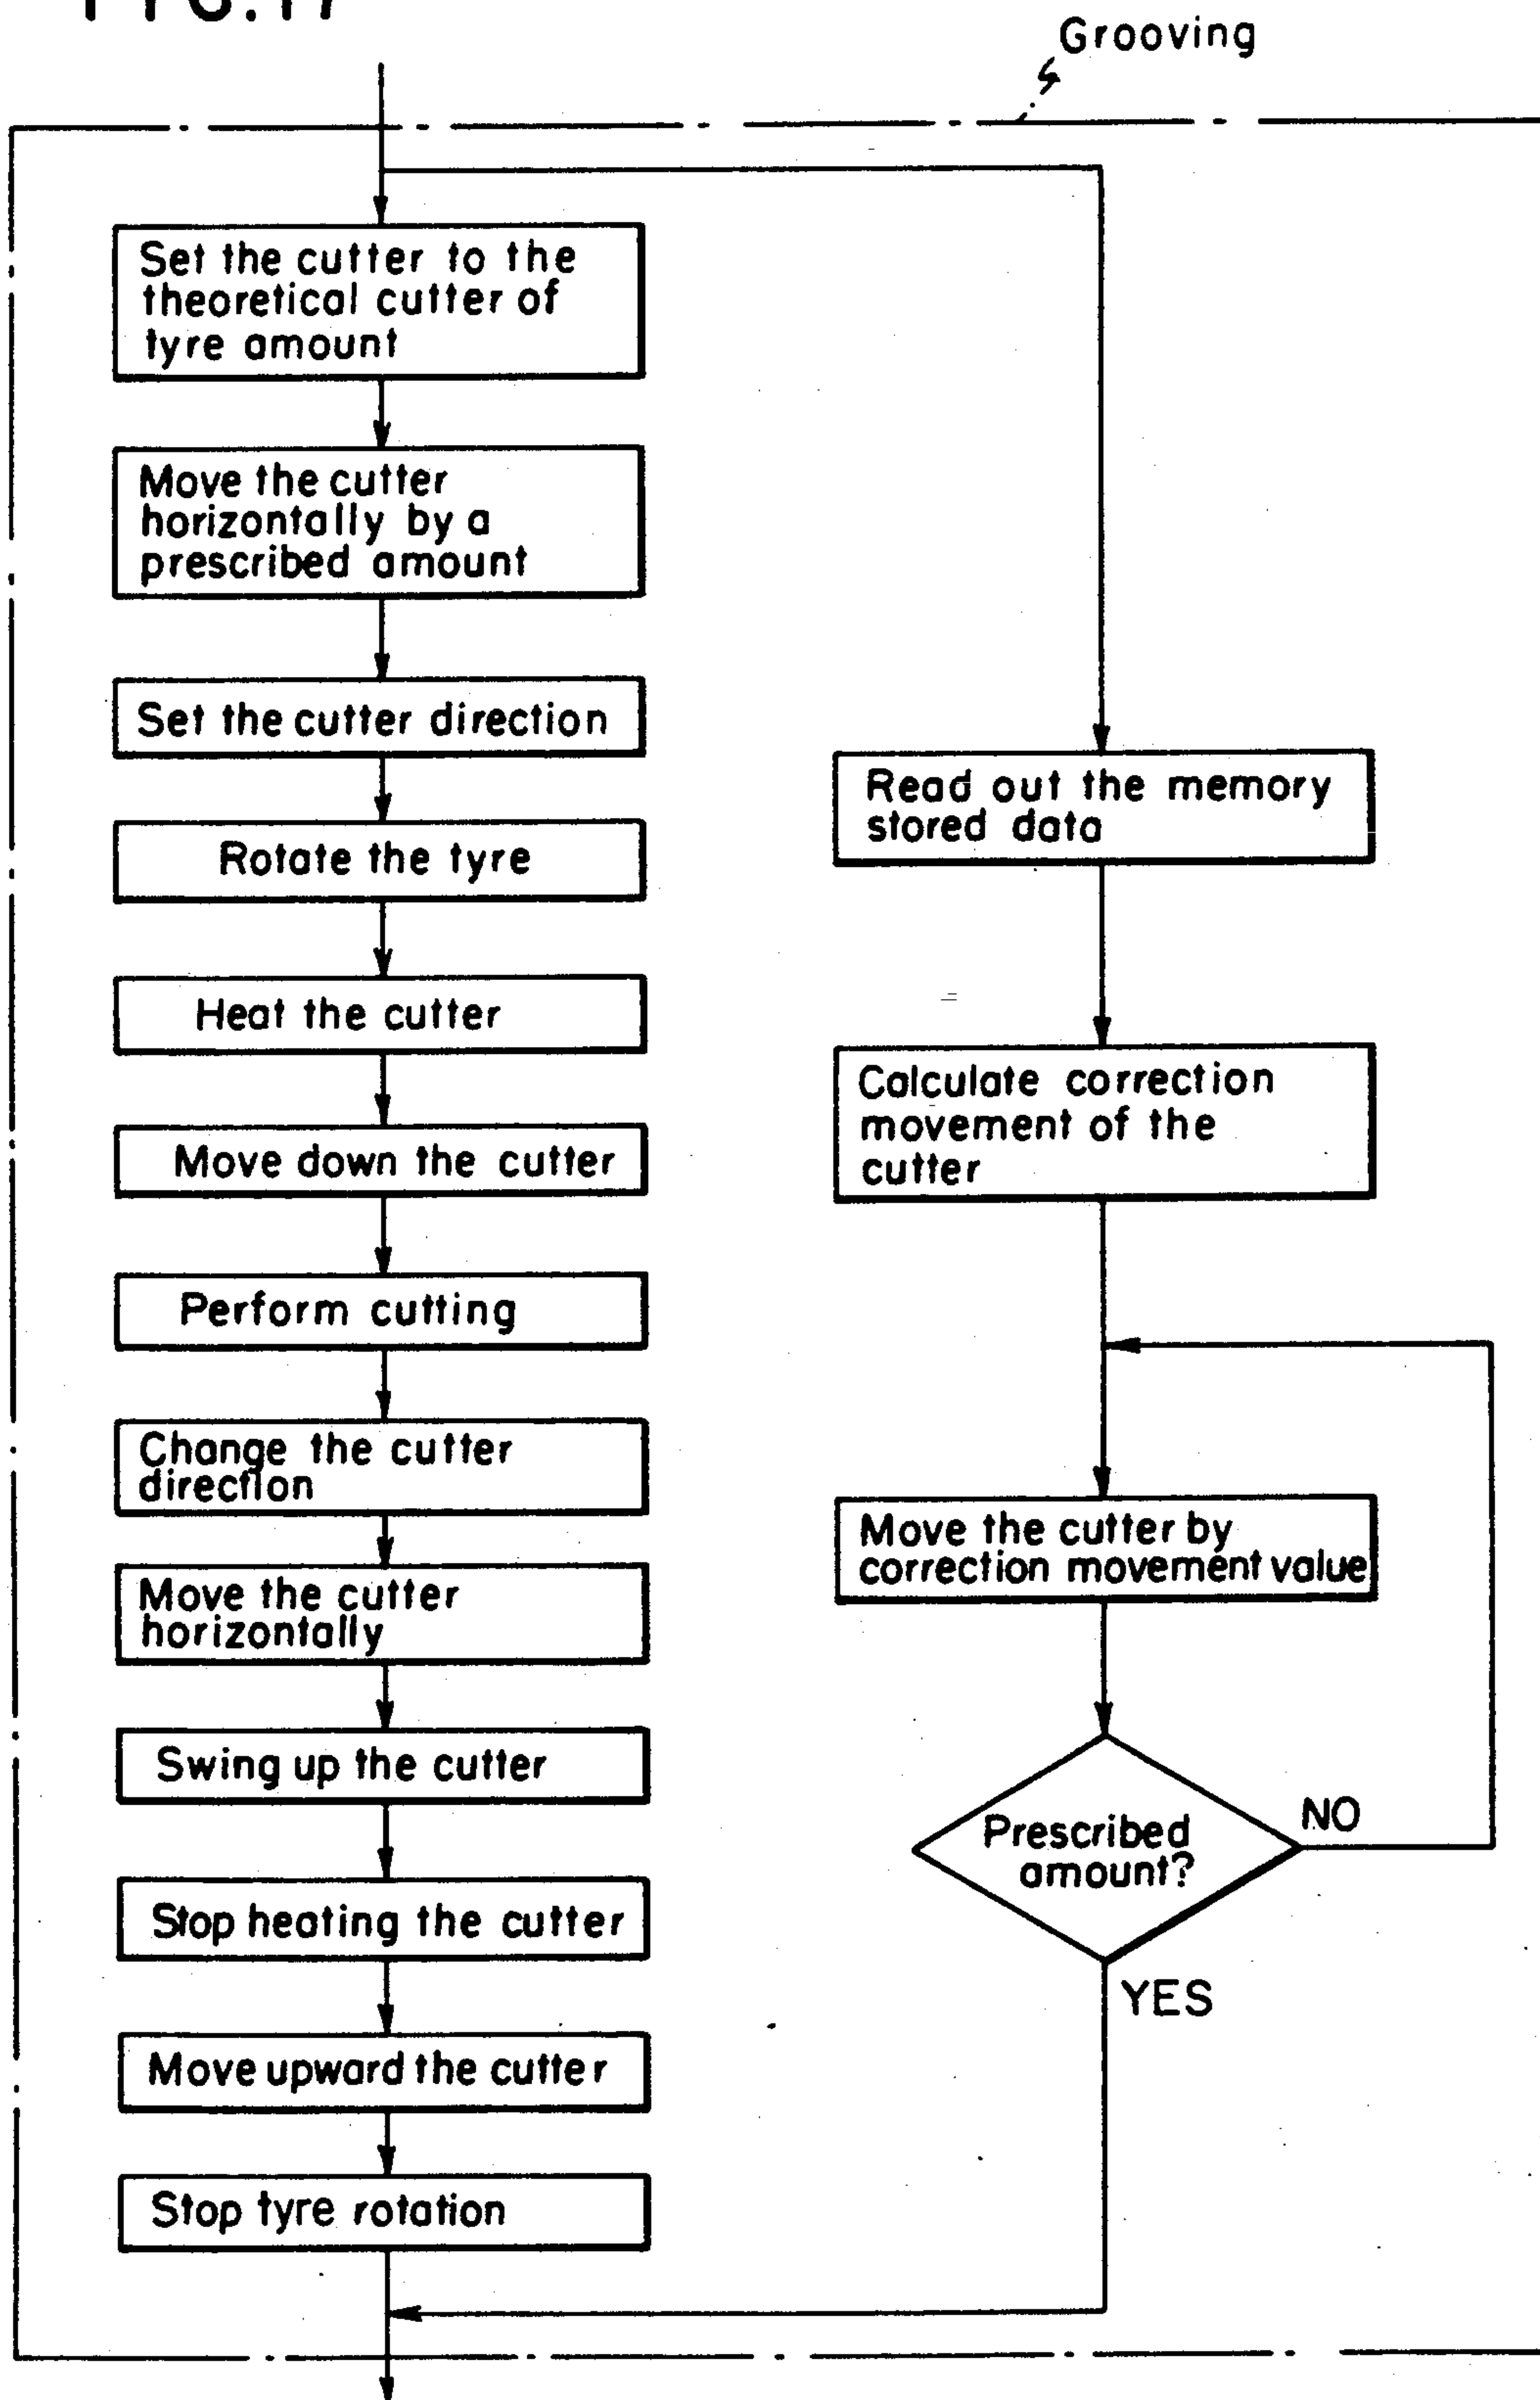 FIG.17
Grooving
Set the cutter to the
theoretical cutter of
tyre amount
Move the cutter
horizontally by a
prescribed amount
Set the cutter direction
Rotate the tyre
Heat the cutter
Move down the cutter
Perform cutting
Change the cutter
direction
Move the cutter
horizontally
Swing up the cutter
Stop heating the cutter
Move upward the cutter
Stop tyre rotation
Read out the memory
stored data
Calculate correction
movement of the
cutter
Move the cutter by
correction movement value
Prescribed
amount?
NO
YES